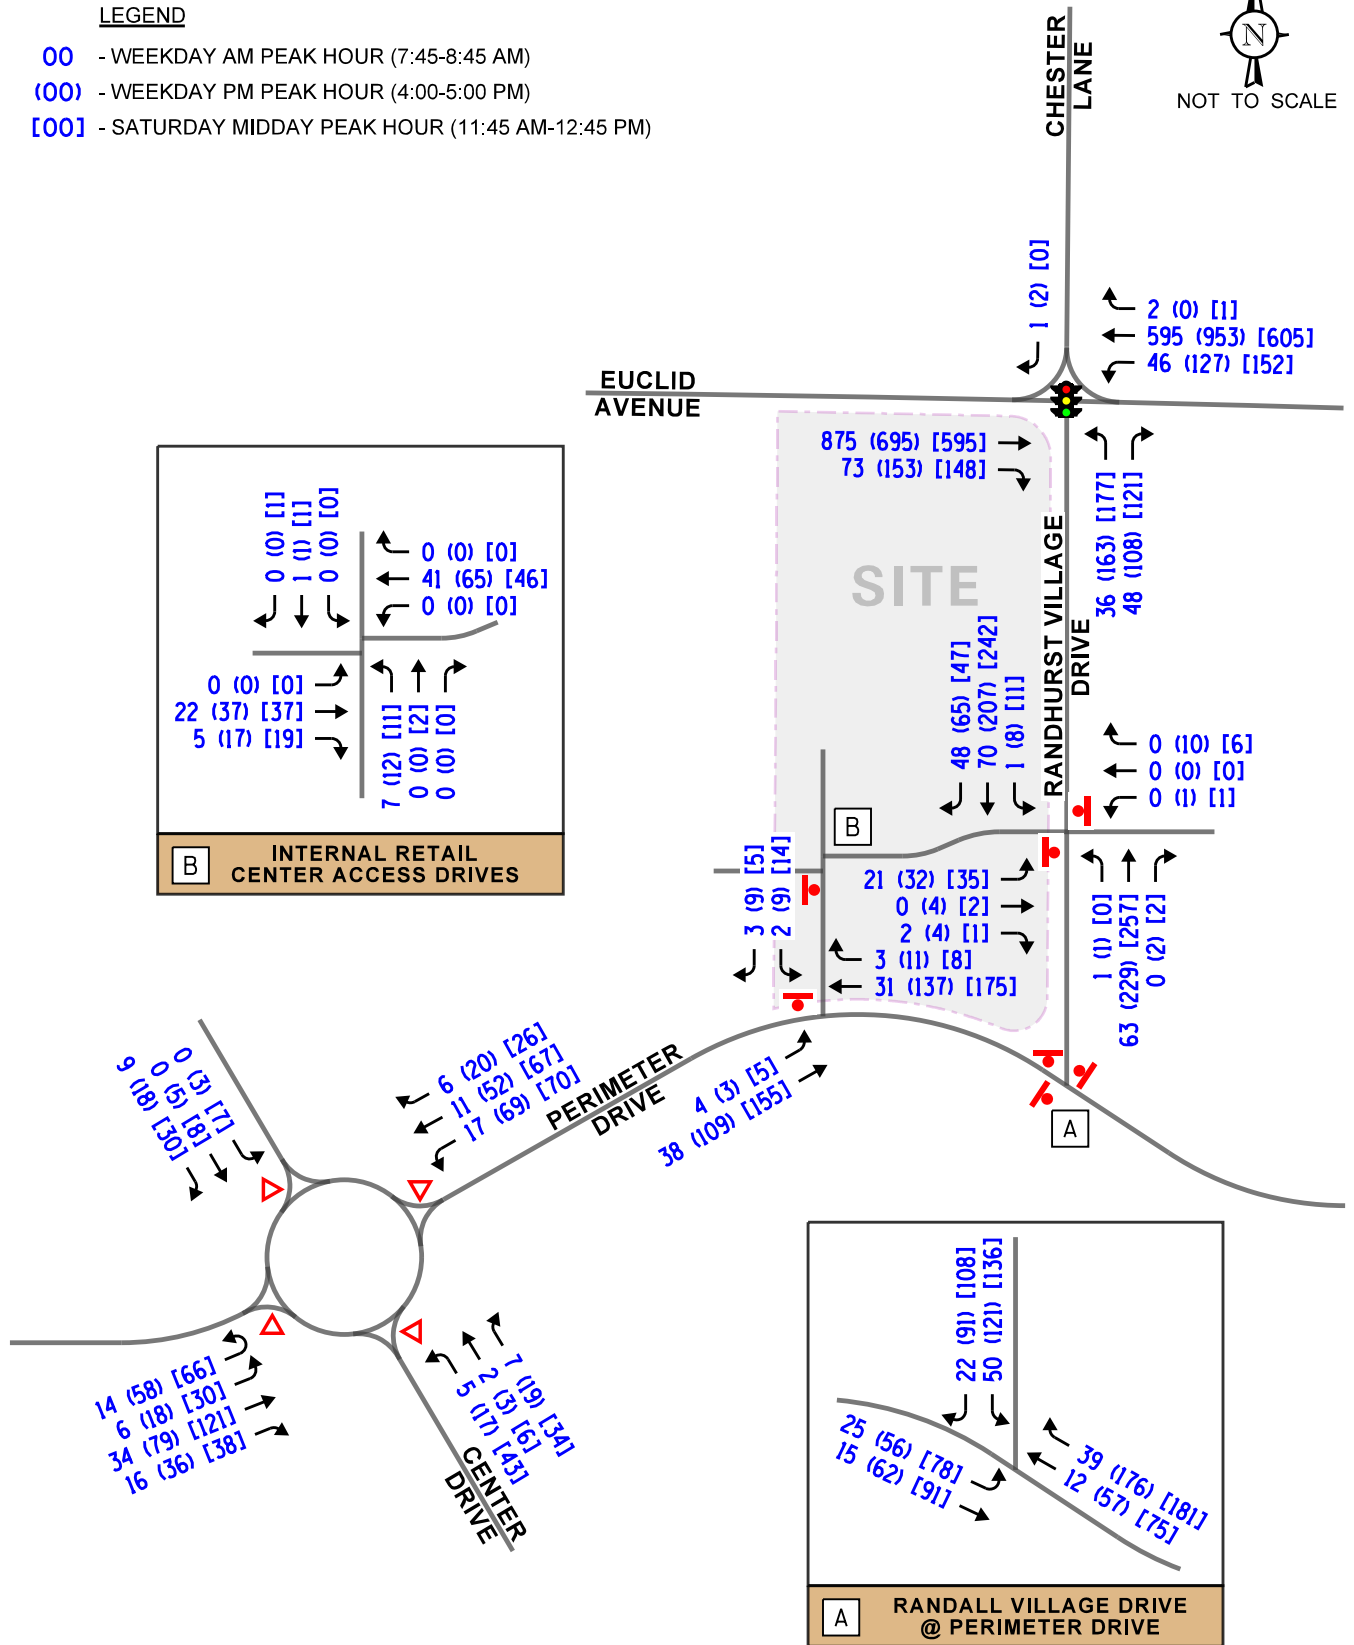 LEGEND
00 - WEEKDAY AM PEAK HOUR (7:45-8:45 AM)
(00) - WEEKDAY PM PEAK HOUR (4:00-5:00 PM)
[00] - SATURDAY MIDDAY PEAK HOUR (11:45 AM-12:45 PM)
N
NOT TO SCALE
CHESTER
LANE
1 (2) [0]
2 (0) [1]
595 (953) [605]
46 (127) [152]
EUCLID
AVENUE
875 (695) [595]
73 (153) [148]
36 (163) [177]
48 (108) [121]
RANDHURST VILLAGE
DRIVE
SITE
0 (0) [1]
1 (1) [1]
0 (0) [0]
0 (0) [0]
41 (65) [46]
0 (0) [0]
0 (0) [0]
22 (37) [37]
5 (17) [19]
7 (12) [11]
0 (0) [2]
0 (0) [0]
B
INTERNAL RETAIL
CENTER ACCESS DRIVES
48 (65) [47]
70 (207) [242]
1 (8) [11]
0 (10) [6]
0 (0) [0]
0 (1) [1]
B
3 (9) [5]
2 (9) [14]
21 (32) [35]
0 (4) [2]
2 (4) [1]
3 (11) [8]
31 (137) [175]
1 (1) [0]
63 (229) [257]
0 (2) [2]
A
4 (3) [5]
38 (109) [155]
PERIMETER
DRIVE
6 (20) [26]
11 (52) [67]
17 (69) [70]
0 (3) [7]
0 (5) [8]
9 (18) [30]
14 (58) [66]
6 (18) [30]
34 (79) [121]
16 (36) [38]
7 (19) [34]
2 (3) [6]
5 (17) [43]
CENTER
DRIVE
22 (91) [108]
50 (121) [136]
25 (56) [78]
15 (62) [91]
39 (176) [181]
12 (57) [75]
A
RANDALL VILLAGE DRIVE
@ PERIMETER DRIVE